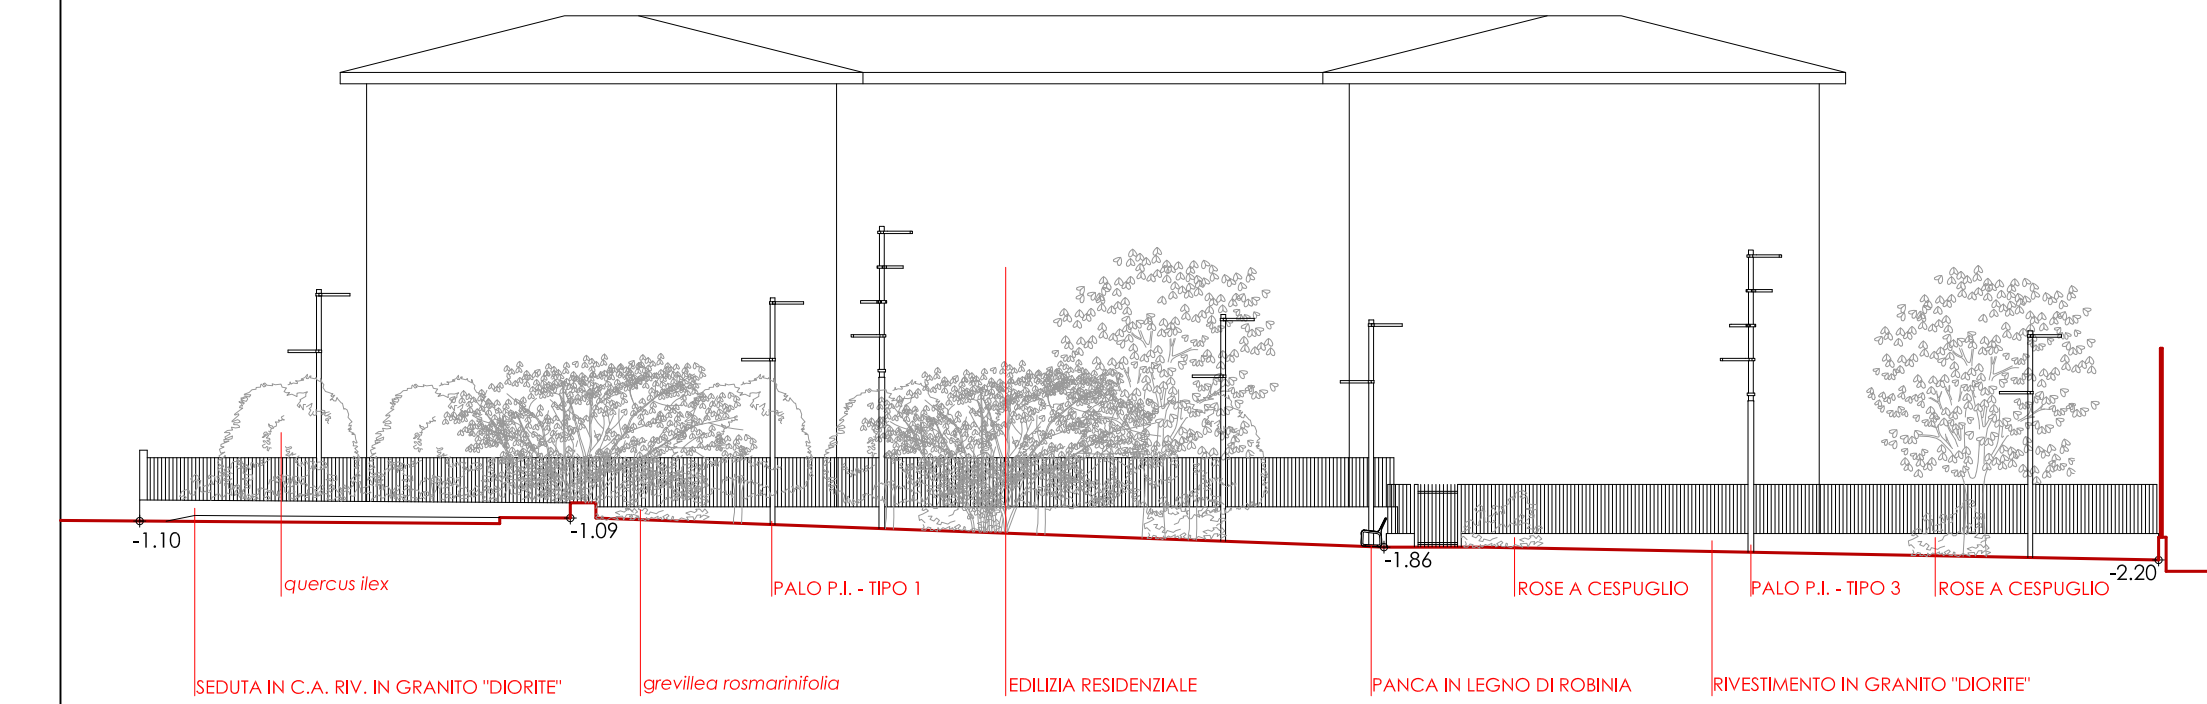 -1.10
-1.09
-1.86
-2.20
quercus ilex
PALO P.I. - TIPO 1
ROSE A CESPUGLIO
PALO P.I. - TIPO 3
ROSE A CESPUGLIO
SEDUTA IN C.A. RIV. IN GRANITO "DIORITE"
grevillea rosmarinifolia
EDILIZIA RESIDENZIALE
PANCA IN LEGNO DI ROBINIA
RIVESTIMENTO IN GRANITO "DIORITE"